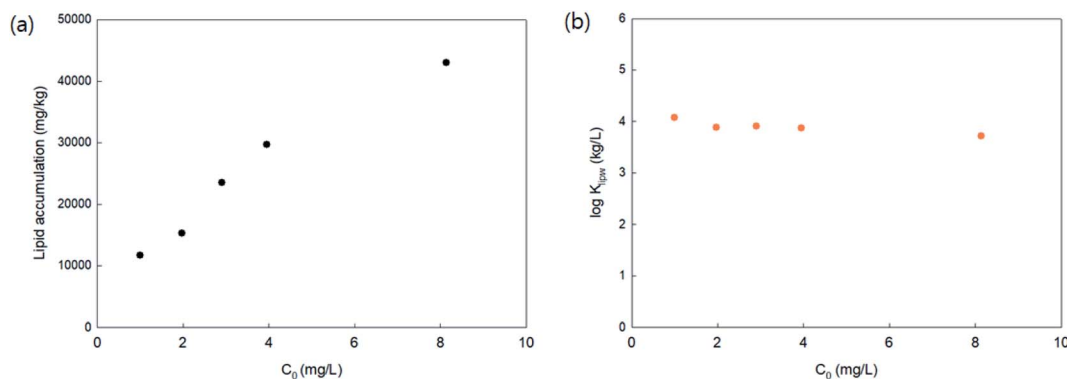 (a)
50000
40000
30000
20000
10000
0
Lipid accumulation (mg/kg)
0 2 4 6 8 10
C0 (mg/L)
(b)
6
5
4
3
2
1
0
log Klipw (kg/L)
0 2 4 6 8 10
C0 (mg/L)